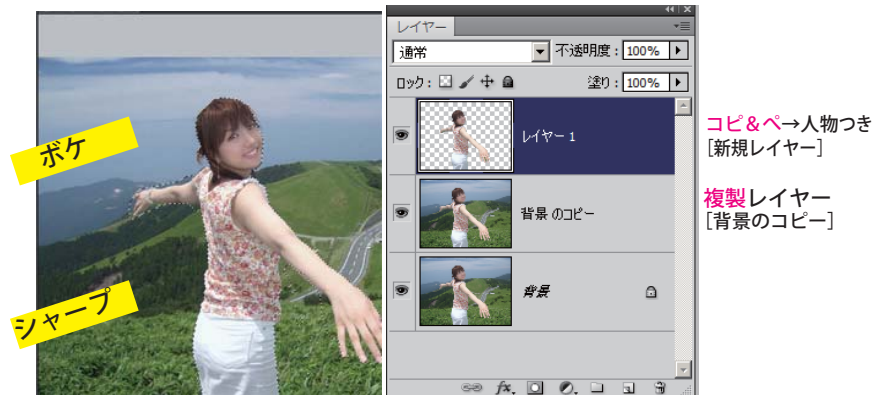 ボケ
シャープ
レイヤー
通常
不透明度: 100%
ロック:
塗り: 100%
レイヤー 1
背景 のコピー
背景
fx.
コピ&ペ→人物つき
[新規レイヤー]
複製レイヤー
[背景のコピー]